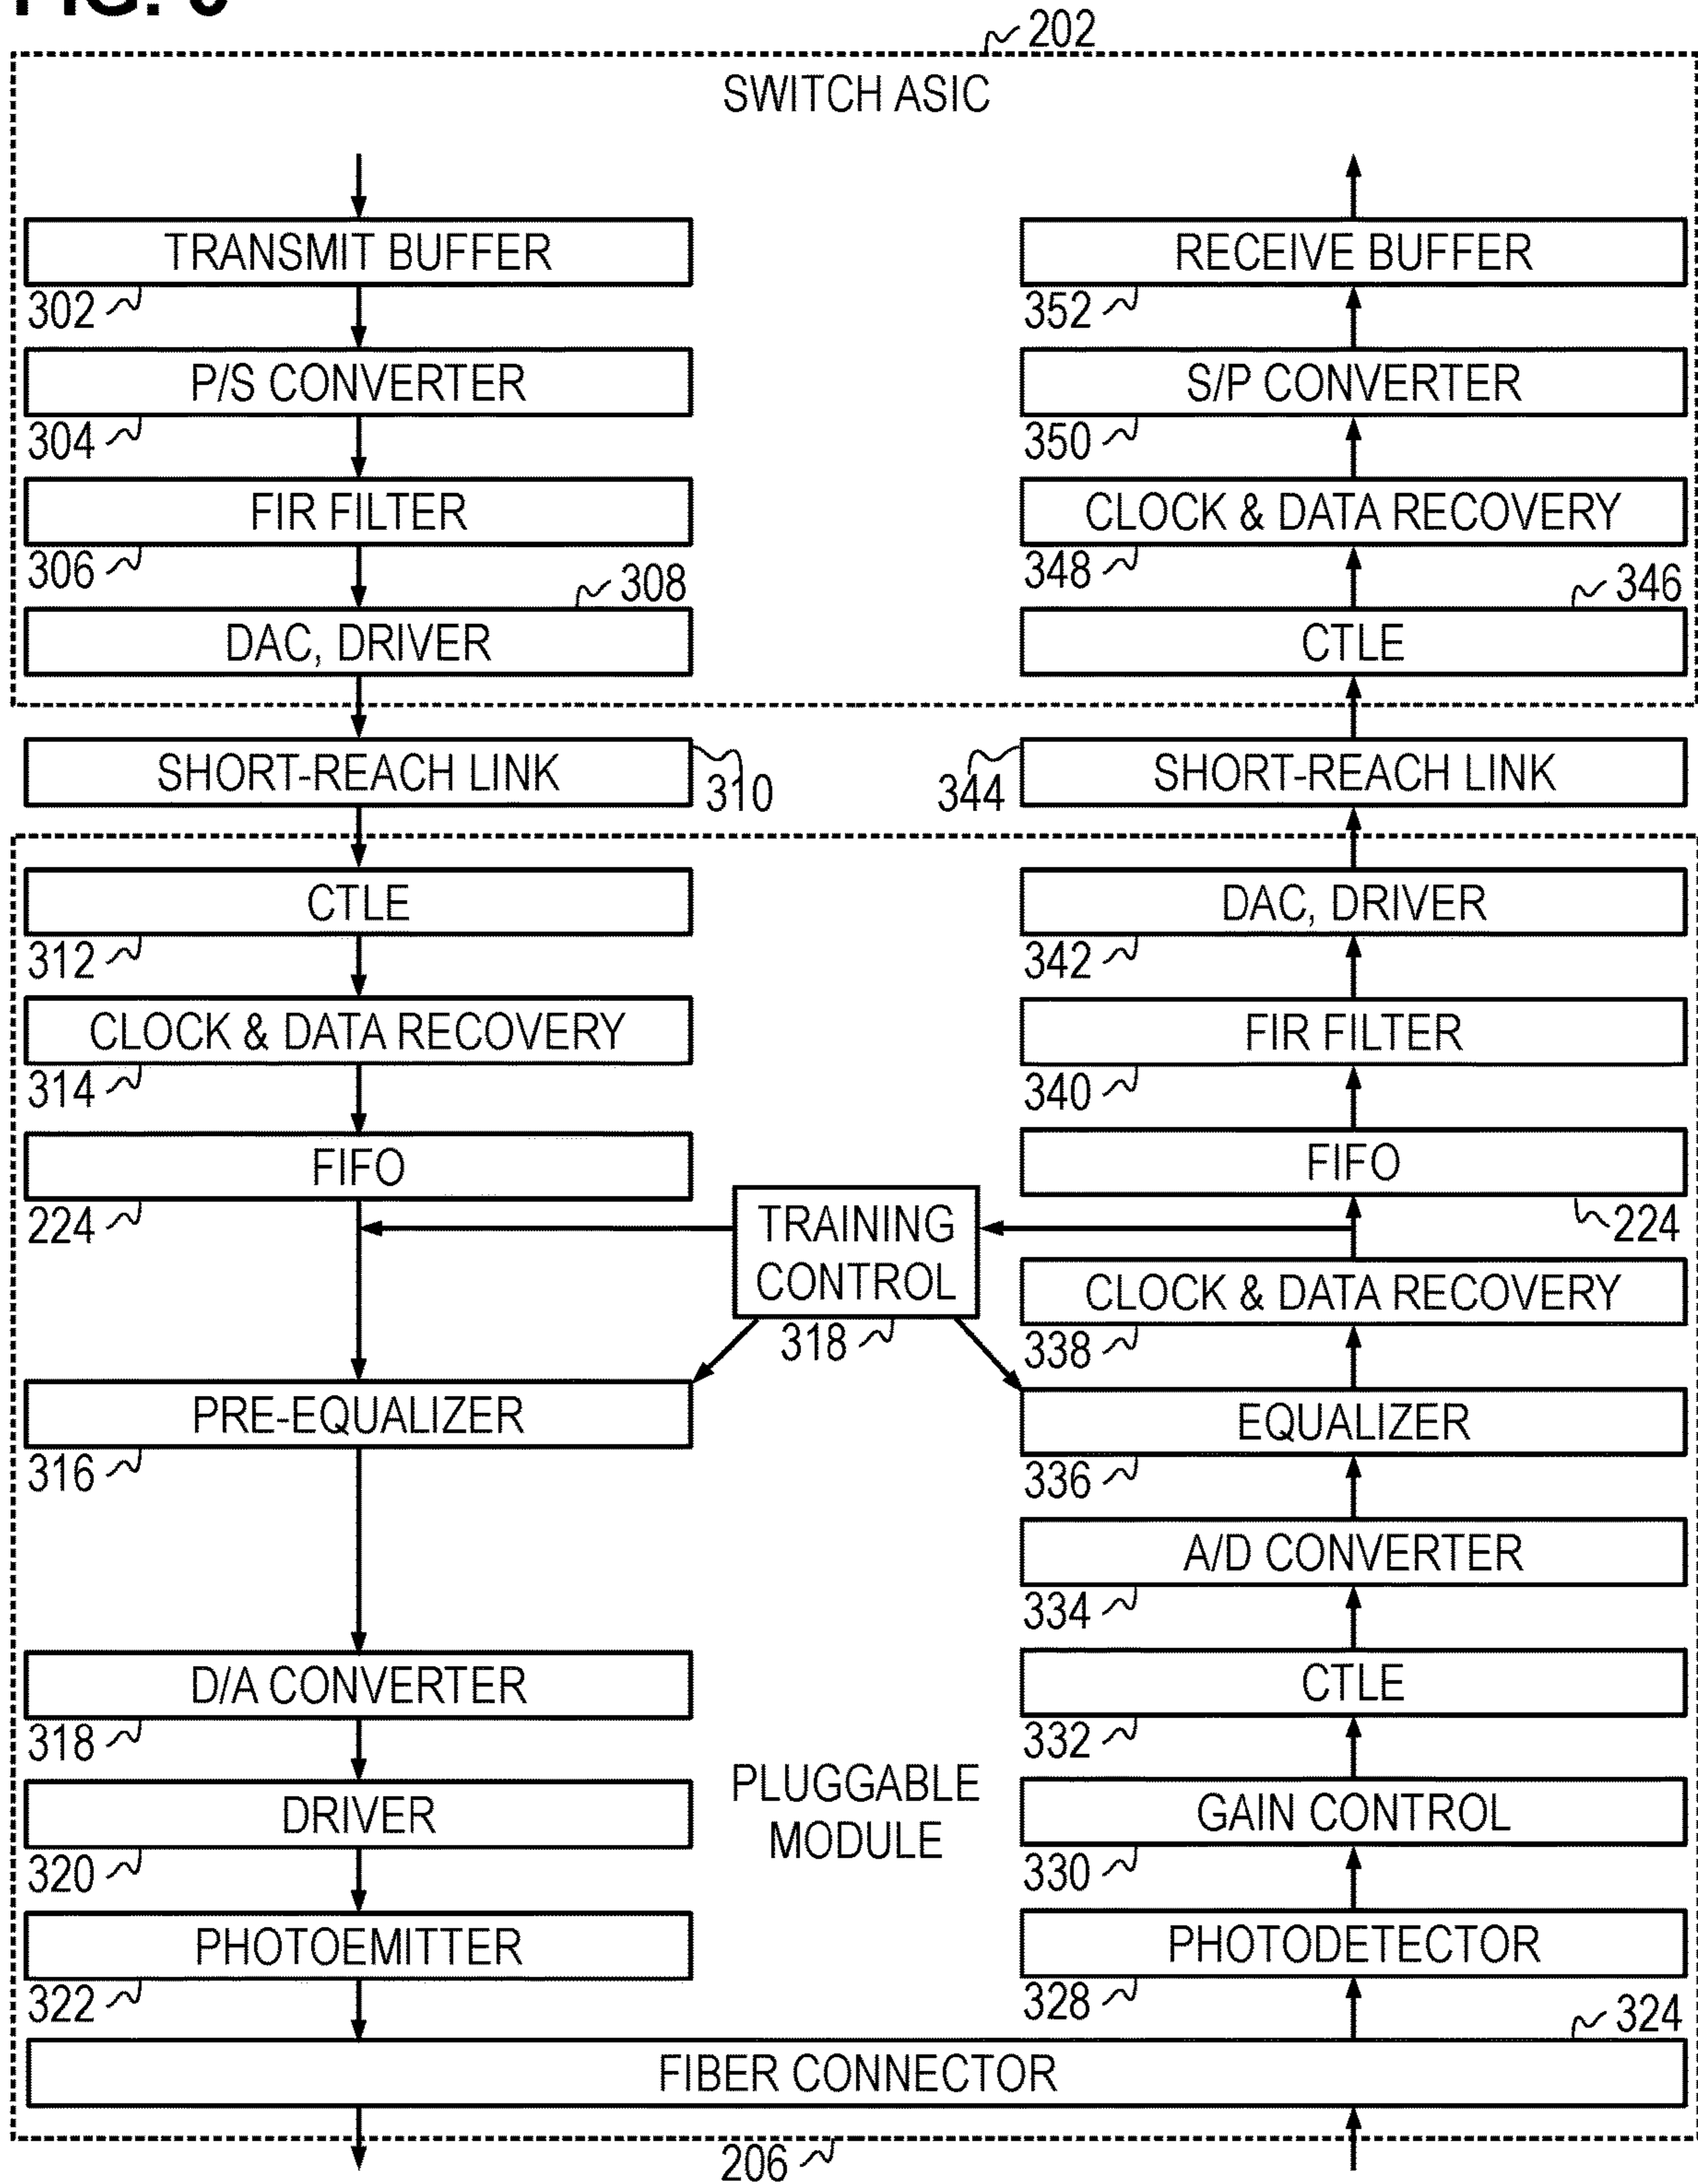 202
SWITCH ASIC
TRANSMIT BUFFER
302
P/S CONVERTER
304
FIR FILTER
306
308
DAC, DRIVER
SHORT-REACH LINK
310
CTLE
312
CLOCK & DATA RECOVERY
314
FIFO
224
PRE-EQUALIZER
316
D/A CONVERTER
318
DRIVER
320
PHOTOEMITTER
322
TRAINING
CONTROL
318
PLUGGABLE
MODULE
RECEIVE BUFFER
352
S/P CONVERTER
350
CLOCK & DATA RECOVERY
348
346
CTLE
344
SHORT-REACH LINK
DAC, DRIVER
342
FIR FILTER
340
FIFO
224
CLOCK & DATA RECOVERY
338
EQUALIZER
336
A/D CONVERTER
334
CTLE
332
GAIN CONTROL
330
PHOTODETECTOR
328
324
FIBER CONNECTOR
206